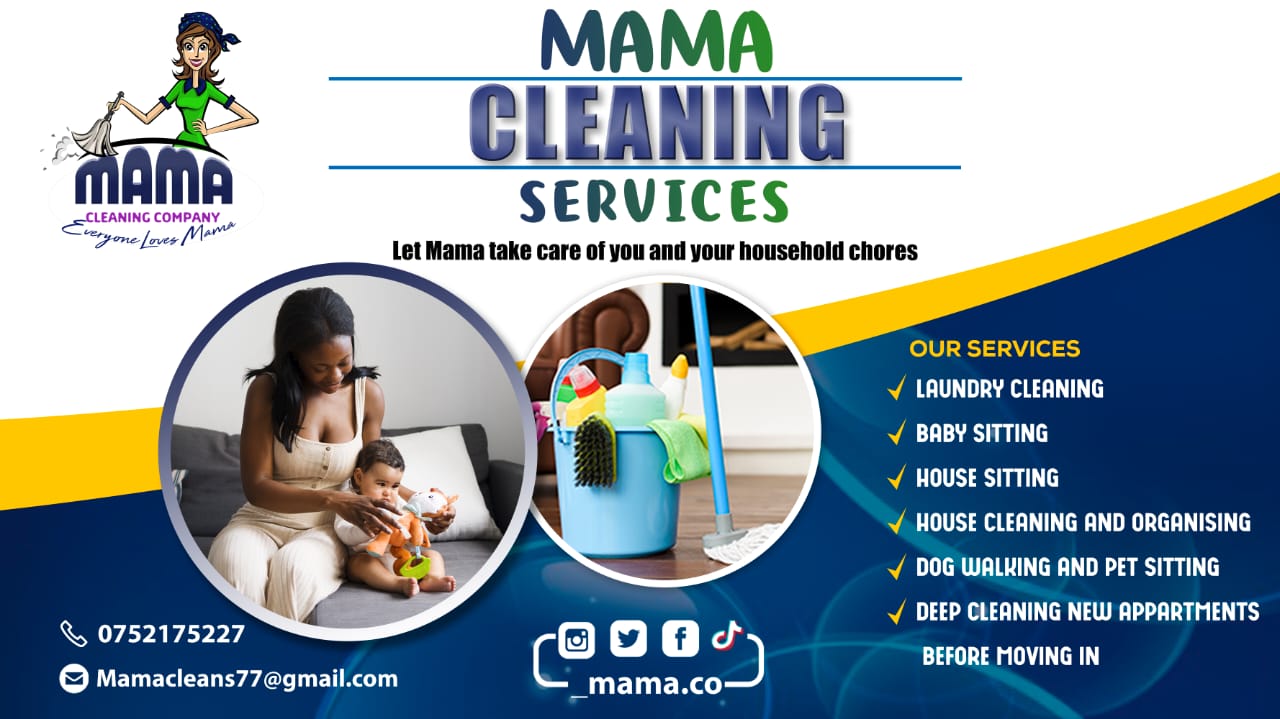 MAMA
CLEANING COMPANY
Everyone Loves Mama
MAMA
CLEANING
SERVICES
Let Mama take care of you and your household chores
OUR SERVICES
LAUNDRY CLEANING
BABY SITTING
HOUSE SITTING
HOUSE CLEANING AND ORGANISING
DOG WALKING AND PET SITTING
DEEP CLEANING NEW APPARTMENTS
BEFORE MOVING IN
0752175227
Mamacleans77@gmail.com
_mama.co